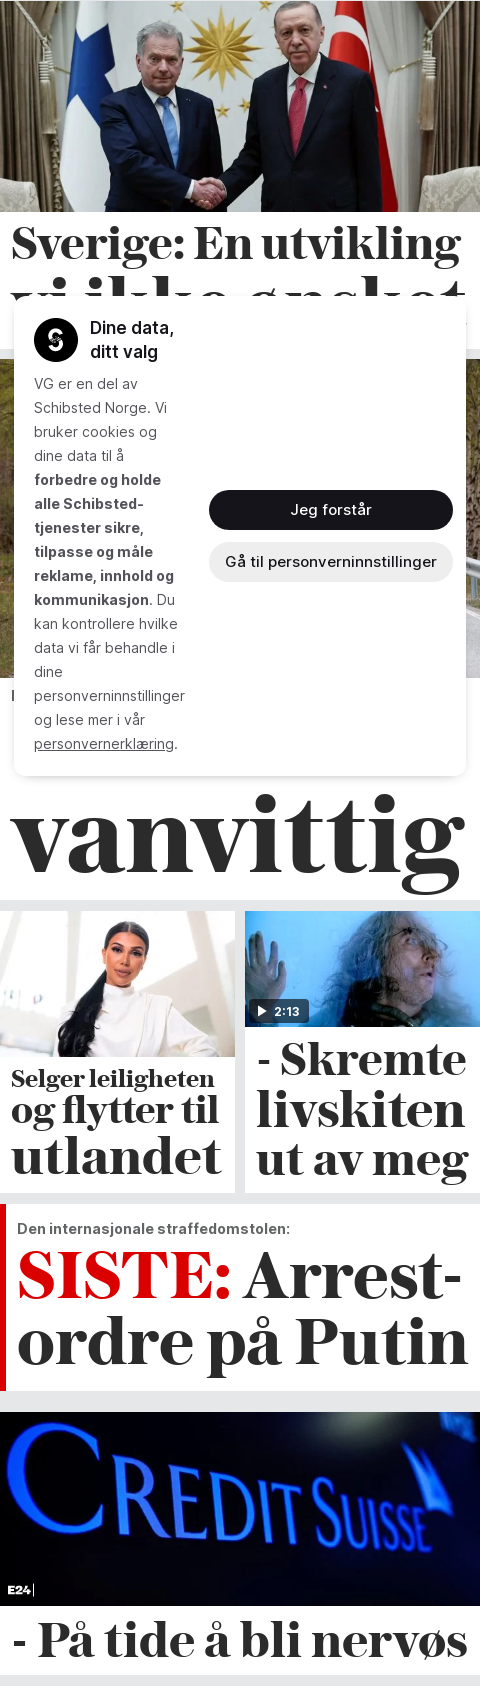 Sverige: En utvikling
vi ikke ønsket
Dine data,
ditt valg
VG er en del av
Schibsted Norge. Vi
bruker cookies og
dine data til å
forbedre og holde
alle Schibsted-
tjenester sikre,
tilpasse og måle
reklame, innhold og
kommunikasjon. Du
kan kontrollere hvilke
data vi får behandle i
dine
personverninnstillinger
og lese mer i vår
personvernerklæring.
Jeg forstår
Gå til personverninnstillinger
vanvittig
Selger leiligheten
og flytter til
utlandet
2:13
- Skremte
livskiten
ut av meg
Den internasjonale straffedomstolen:
SISTE: Arrest-
ordre på Putin
CREDIT SUISSE
E24
- På tide å bli nervøs